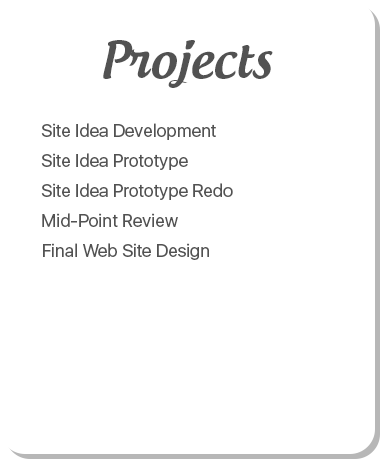 Projects
Site Idea Development
Site Idea Prototype
Site Idea Prototype Redo
Mid-Point Review
Final Web Site Design